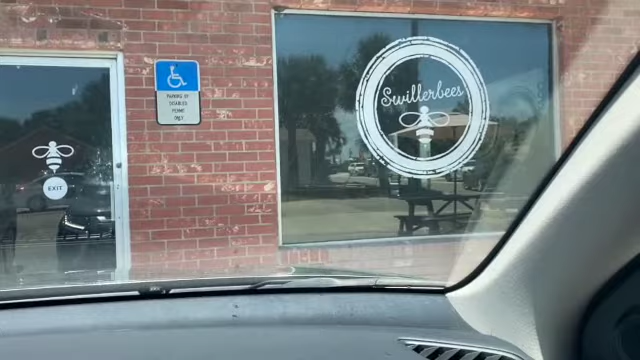 PARKING BY
DISABLED
PERMIT
ONLY
Swillerbees
EXIT